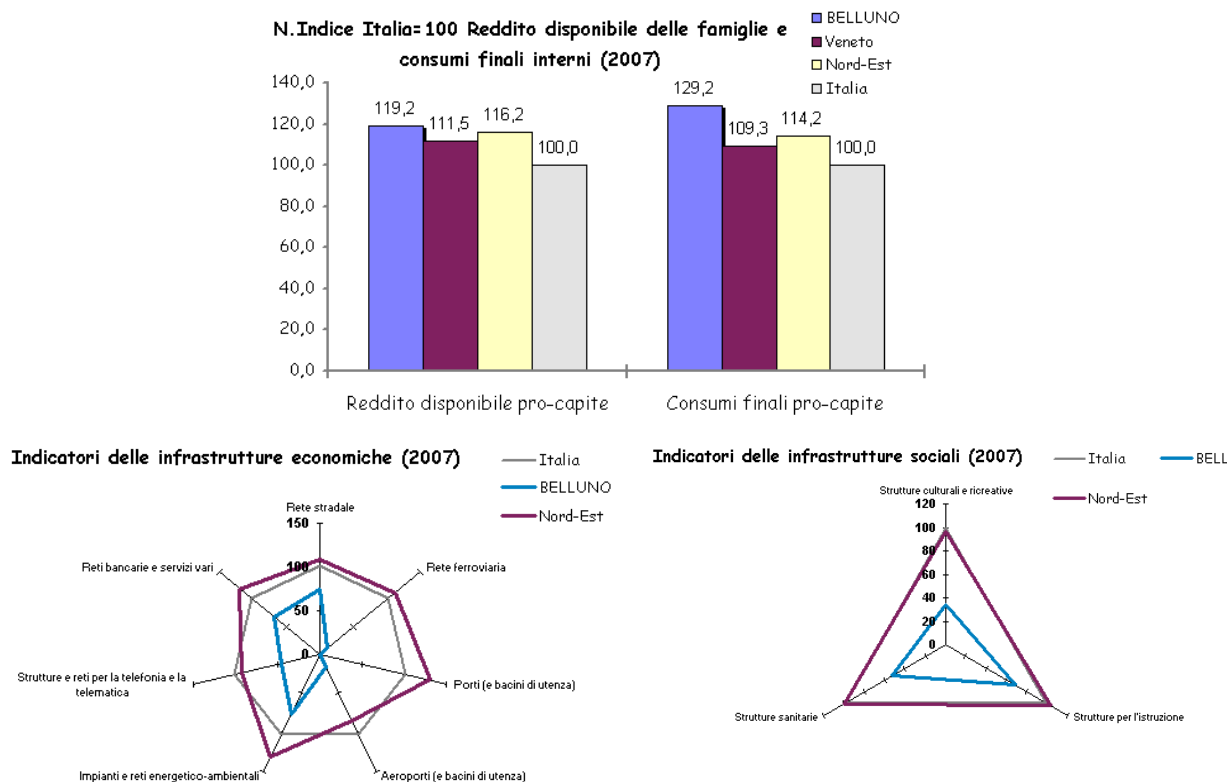 N.Indice Italia=100 Reddito disponibile delle famiglie e
consumi finali interni (2007)
BELLUNO
Veneto
Nord-Est
Italia
140,0
120,0
100,0
80,0
60,0
40,0
20,0
0,0
119,2
111,5
116,2
100,0
129,2
109,3
114,2
100,0
Reddito disponibile pro-capite
Consumi finali pro-capite
Indicatori delle infrastrutture economiche (2007)
Italia
BELLUNO
Nord-Est
Rete stradale
150
100
50
0
Reti bancarie e servizi vari
Rete ferroviaria
Strutture e reti per la telefonia e la
telematica
Porti (e bacini di utenza)
Impianti e reti energetico-ambientali
Aeroporti (e bacini di utenza)
Indicatori delle infrastrutture sociali (2007)
Italia
BELL
Nord-Est
Strutture culturali e ricreative
120
100
80
60
40
20
0
Strutture sanitarie
Strutture per l'istruzione